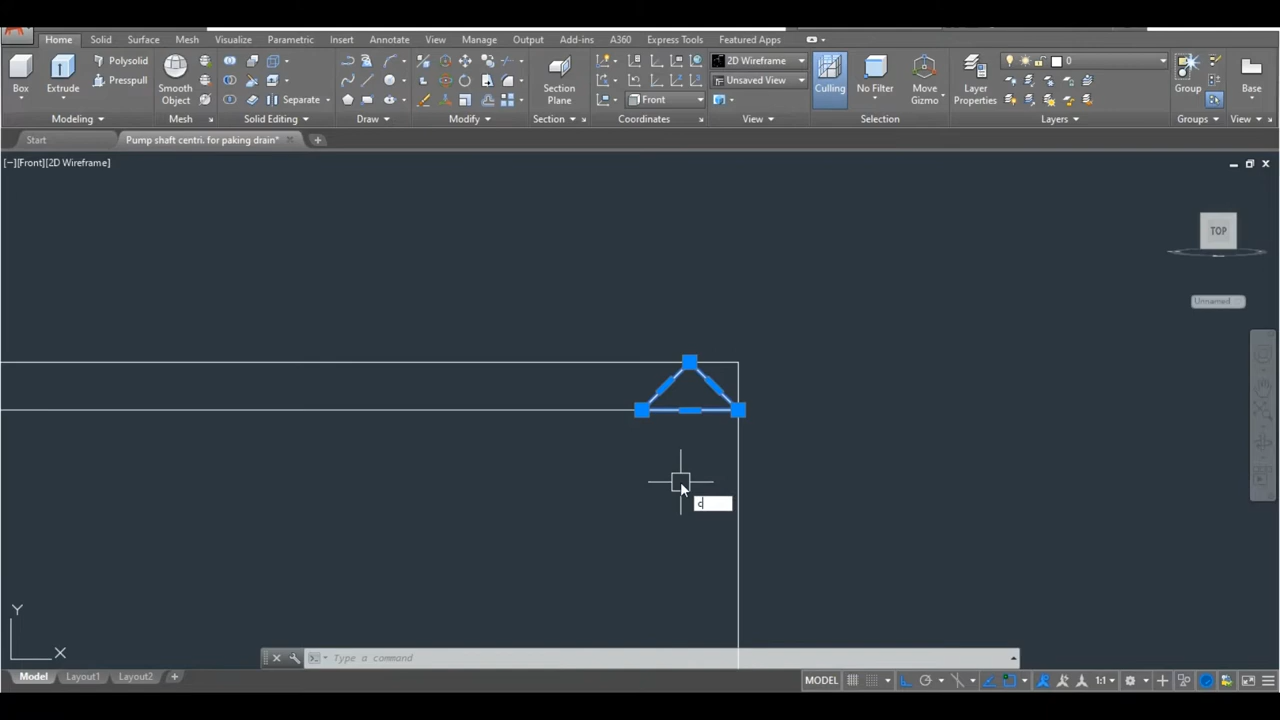 Home Solid Surface Mesh Visualize Parametric Insert Annotate View Manage Output Add-ins A360 Express Tools Featured Apps
Polysolid
Presspull
Separate
Box
Extrude
Smooth
Object
Section
Plane
2D Wireframe
Unsaved View
Front
Culling
No Filter
Move
Gizmo
Layer
Properties
0
Group
Base
Modeling Mesh Solid Editing Draw Modify Section Coordinates View Selection Layers Groups View
Start Pump shaft centri. for paking drain*
[−][Front][2D Wireframe]
TOP
Unnamed
c
Y
X
Type a command
Model Layout1 Layout2
MODEL 1:1